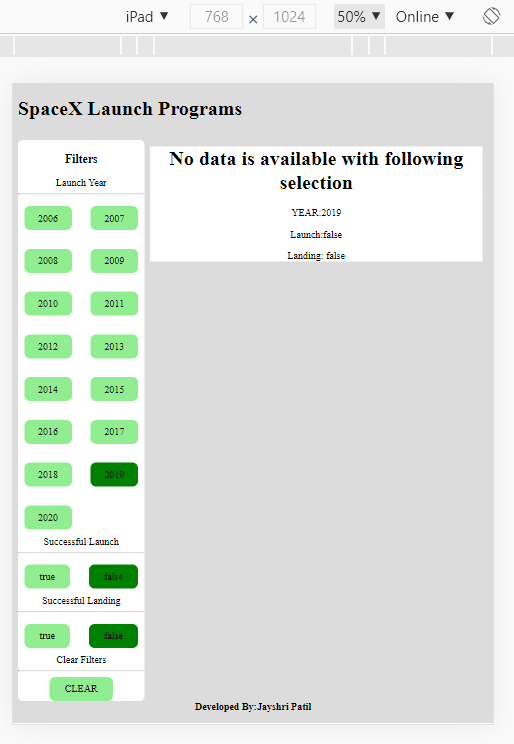 iPad ▼ 768 × 1024 50% ▼ Online ▼
SpaceX Launch Programs
Filters
Launch Year
2006 2007
2008 2009
2010 2011
2012 2013
2014 2015
2016 2017
2018 2019
2020
Successful Launch
true false
Successful Landing
true false
Clear Filters
CLEAR
No data is available with following
selection
YEAR:2019
Launch:false
Landing: false
Developed By:Jayshri Patil